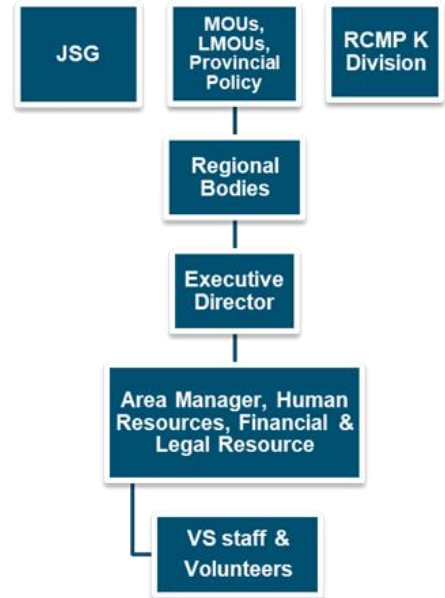 JSG
MOUs,
LMOUs,
Provincial
Policy
RCMP K
Division
Regional
Bodies
Executive
Director
Area Manager, Human
Resources, Financial &
Legal Resource
VS staff &
Volunteers